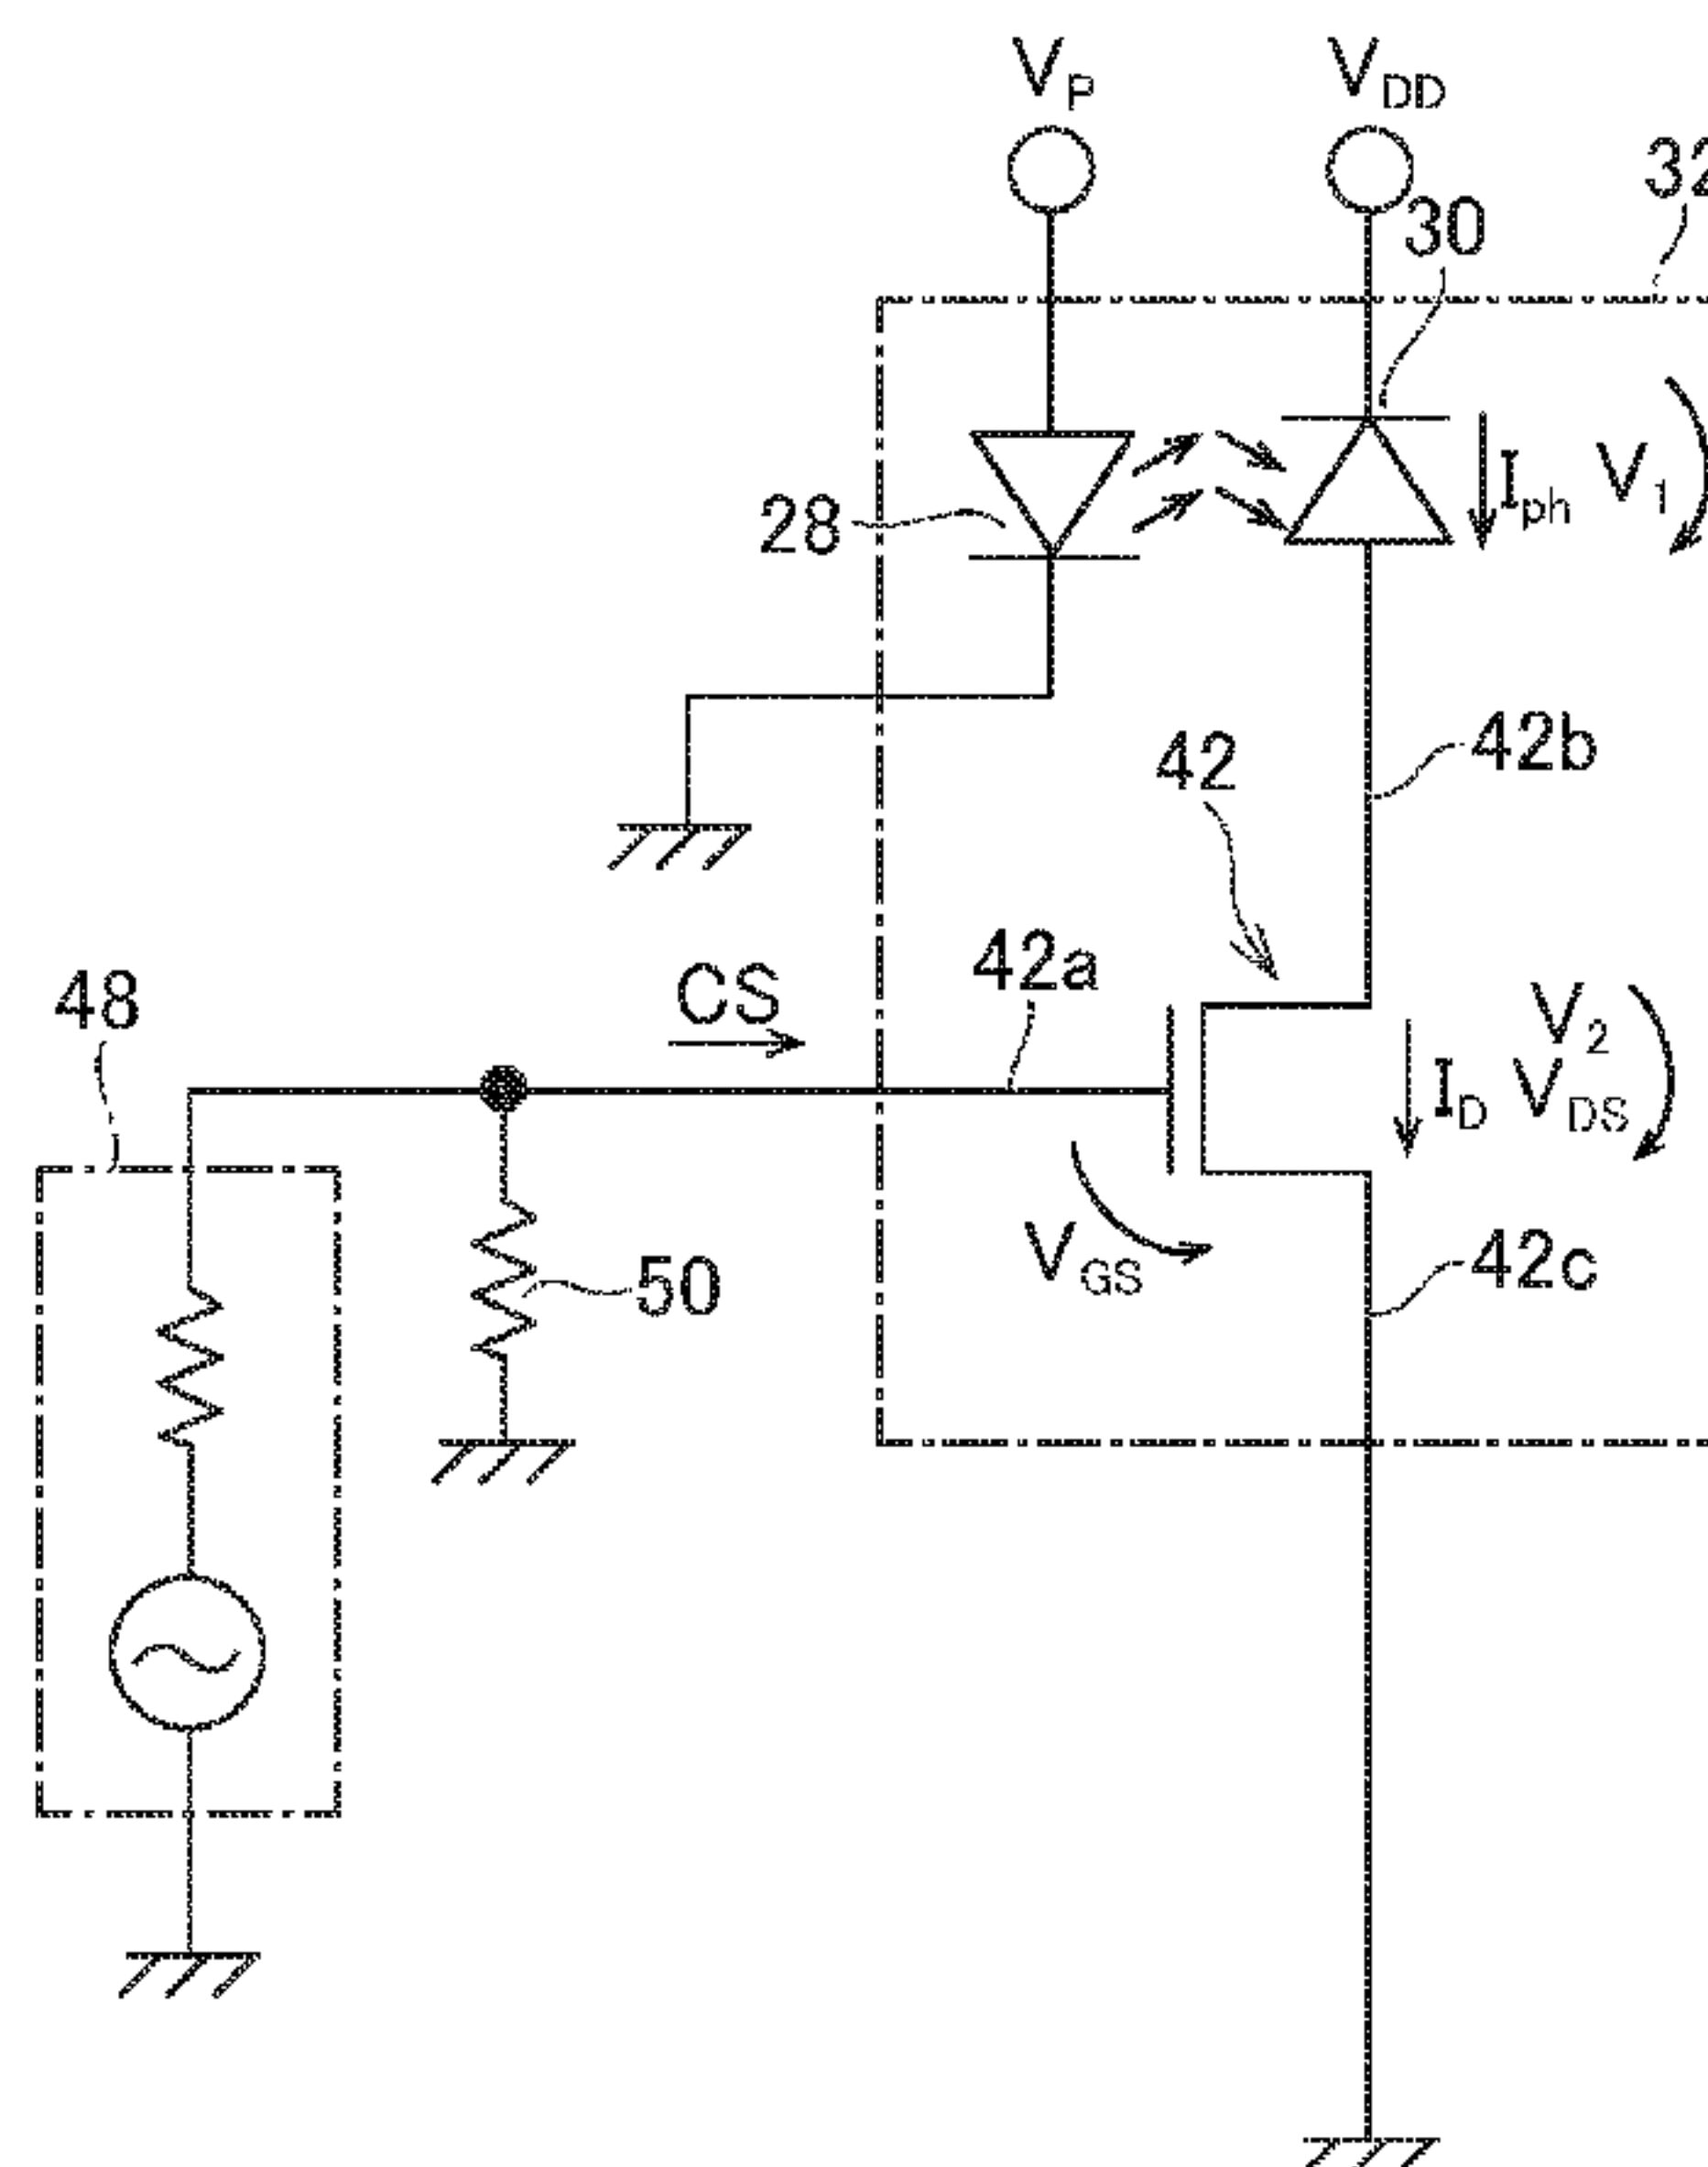 V_P V_DD
32
30
28 I_ph V_1
42 42b
42a
CS
48
V_2
I_D V_DS
V_GS
50
42c